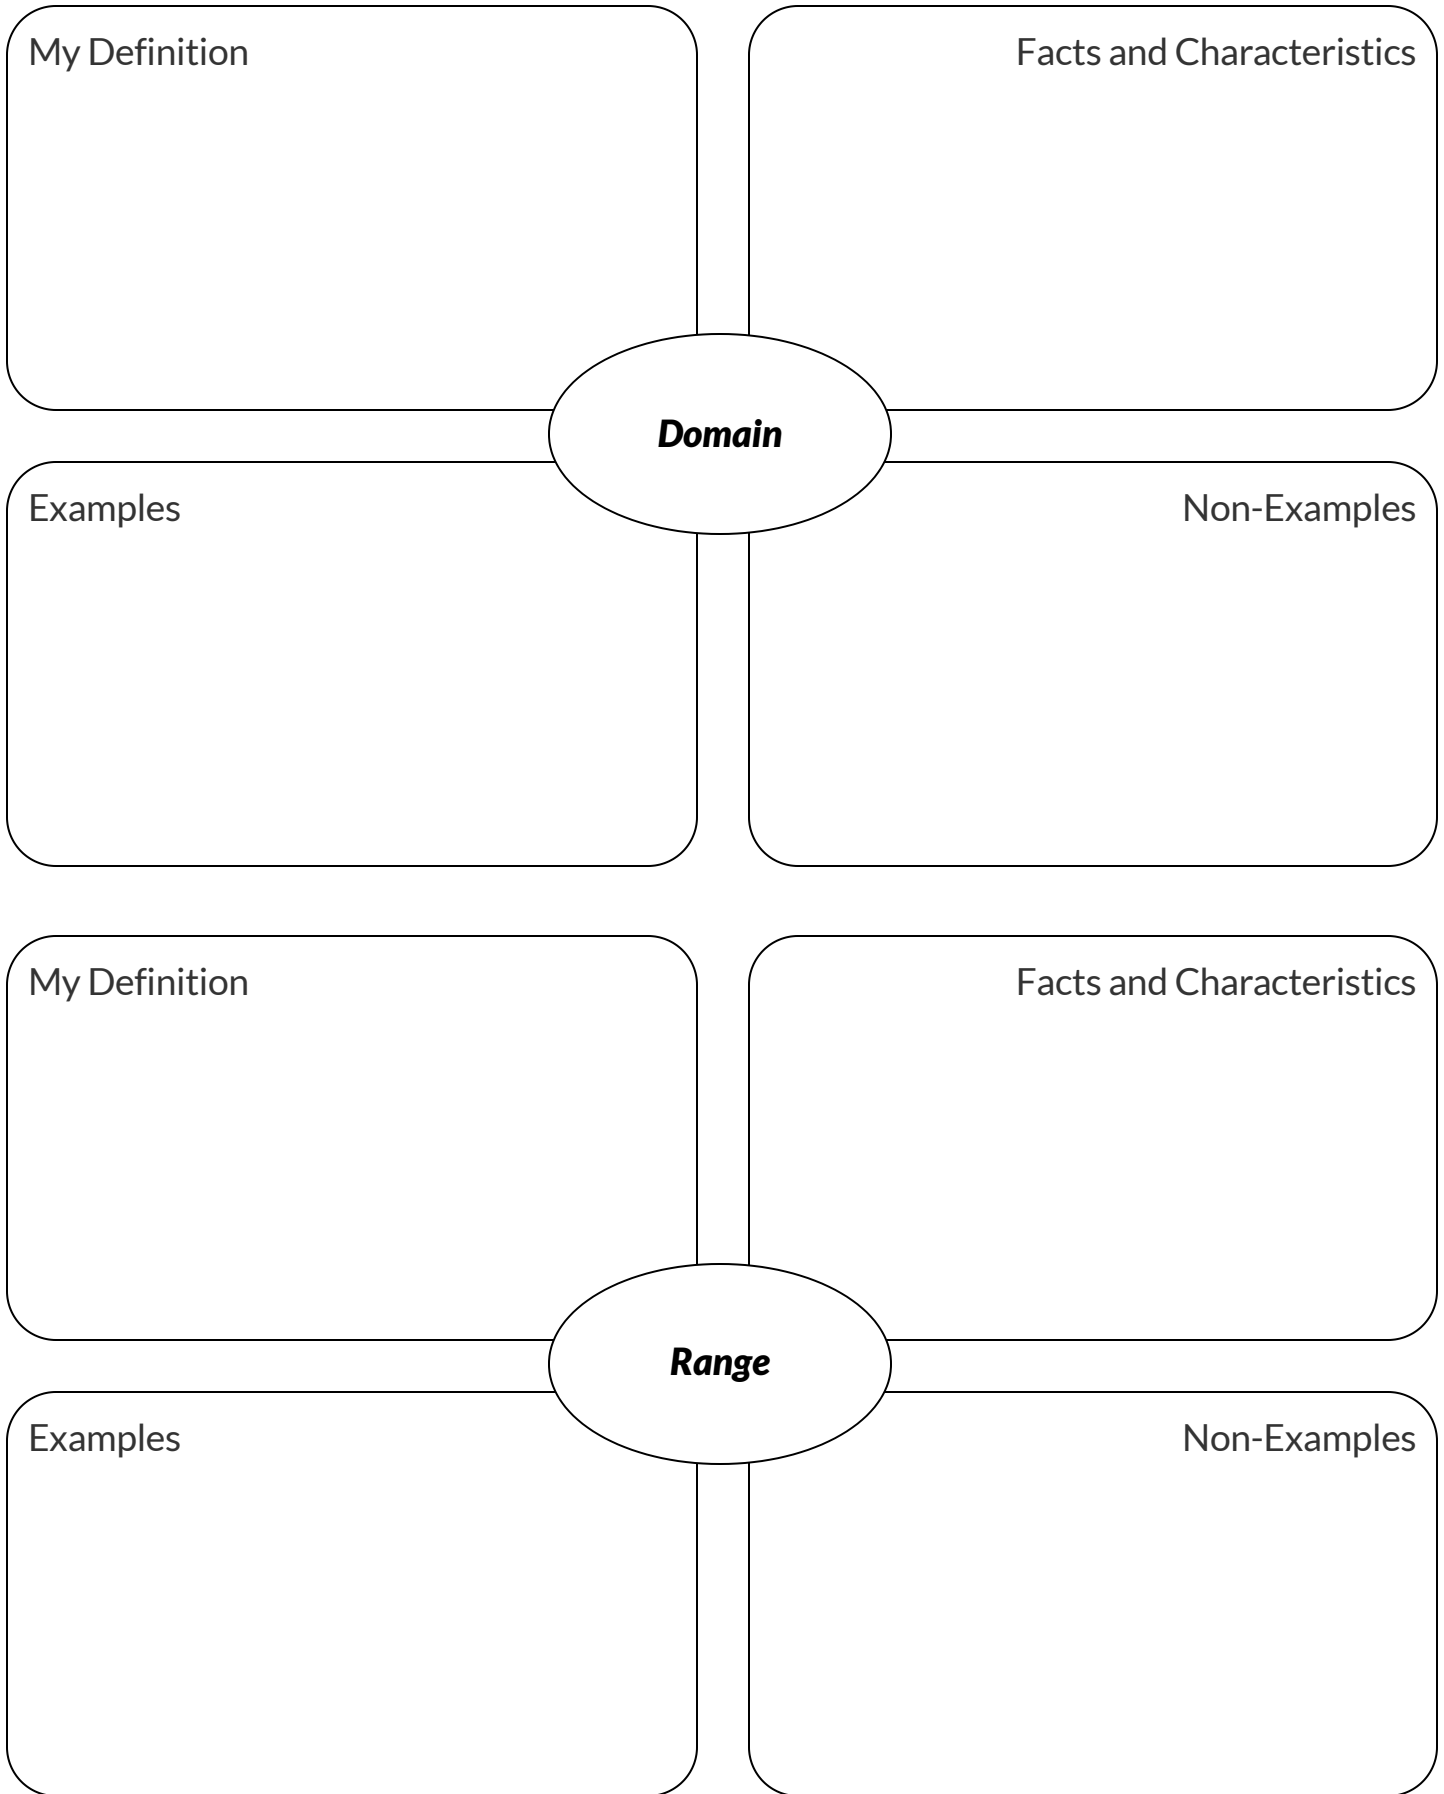 My Definition
Facts and Characteristics
Domain
Examples
Non-Examples
My Definition
Facts and Characteristics
Range
Examples
Non-Examples